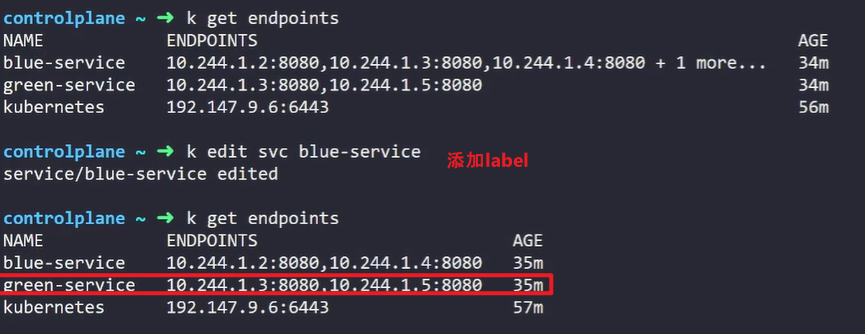 controlplane ~ ➜ k get endpoints
NAME ENDPOINTS AGE
blue-service 10.244.1.2:8080,10.244.1.3:8080,10.244.1.4:8080 + 1 more... 34m
green-service 10.244.1.3:8080,10.244.1.5:8080 34m
kubernetes 192.147.9.6:6443 56m
controlplane ~ ➜ k edit svc blue-service 添加label
service/blue-service edited
controlplane ~ ➜ k get endpoints
NAME ENDPOINTS AGE
blue-service 10.244.1.2:8080,10.244.1.4:8080 35m
green-service 10.244.1.3:8080,10.244.1.5:8080 35m
kubernetes 192.147.9.6:6443 57m